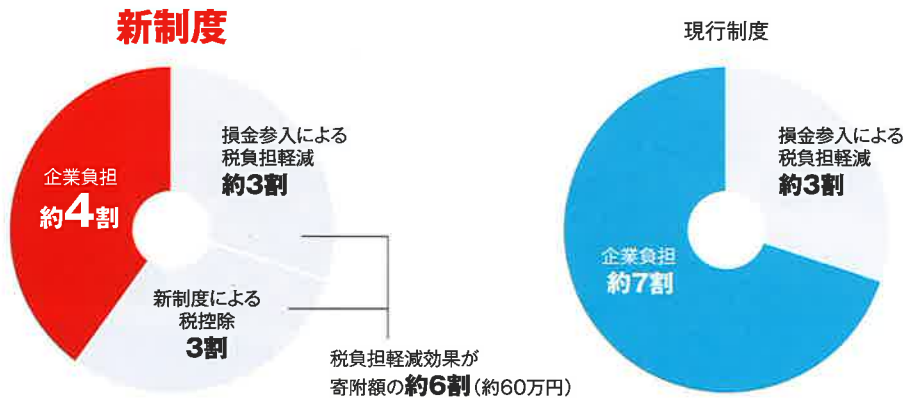 新制度
企業負担
約4割
損金参入による
税負担軽減
約3割
新制度による
税控除
3割
税負担軽減効果が
寄附額の約6割(約60万円)
現行制度
損金参入による
税負担軽減
約3割
企業負担
約7割